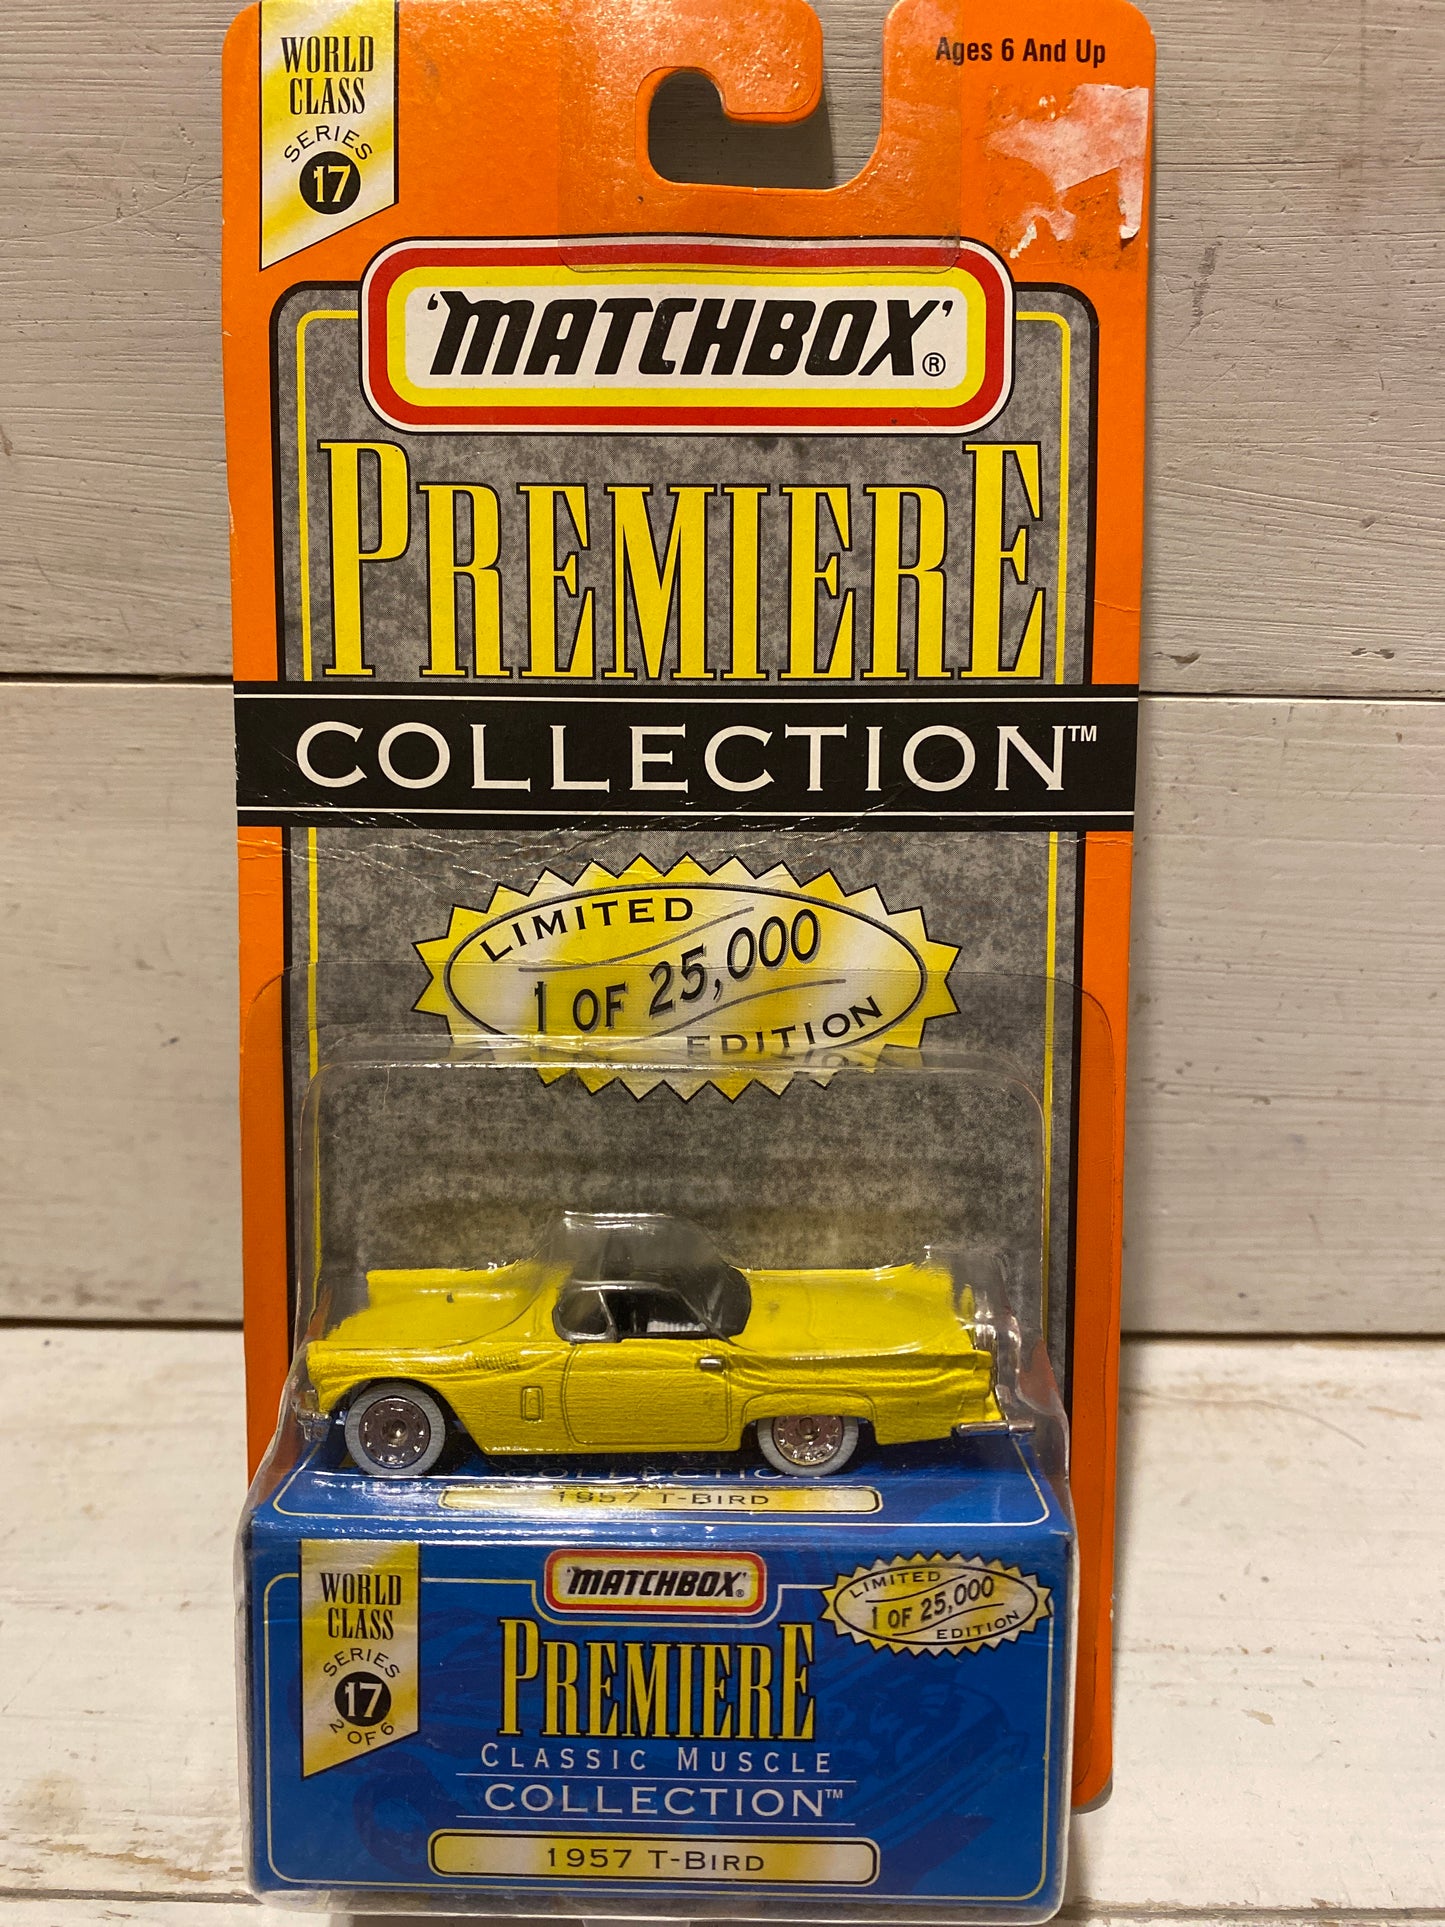 WORLD
CLASS
SERIES
17
Ages 6 And Up
'MATCHBOX'®
PREMIERE
COLLECTION™
LIMITED
1 OF 25,000
EDITION
COLLECTION
1957 T-BIRD
WORLD
CLASS
SERIES
17
2 OF 6
'MATCHBOX'®
LIMITED
1 OF 25,000
EDITION
PREMIERE
CLASSIC MUSCLE
COLLECTION™
1957 T-BIRD